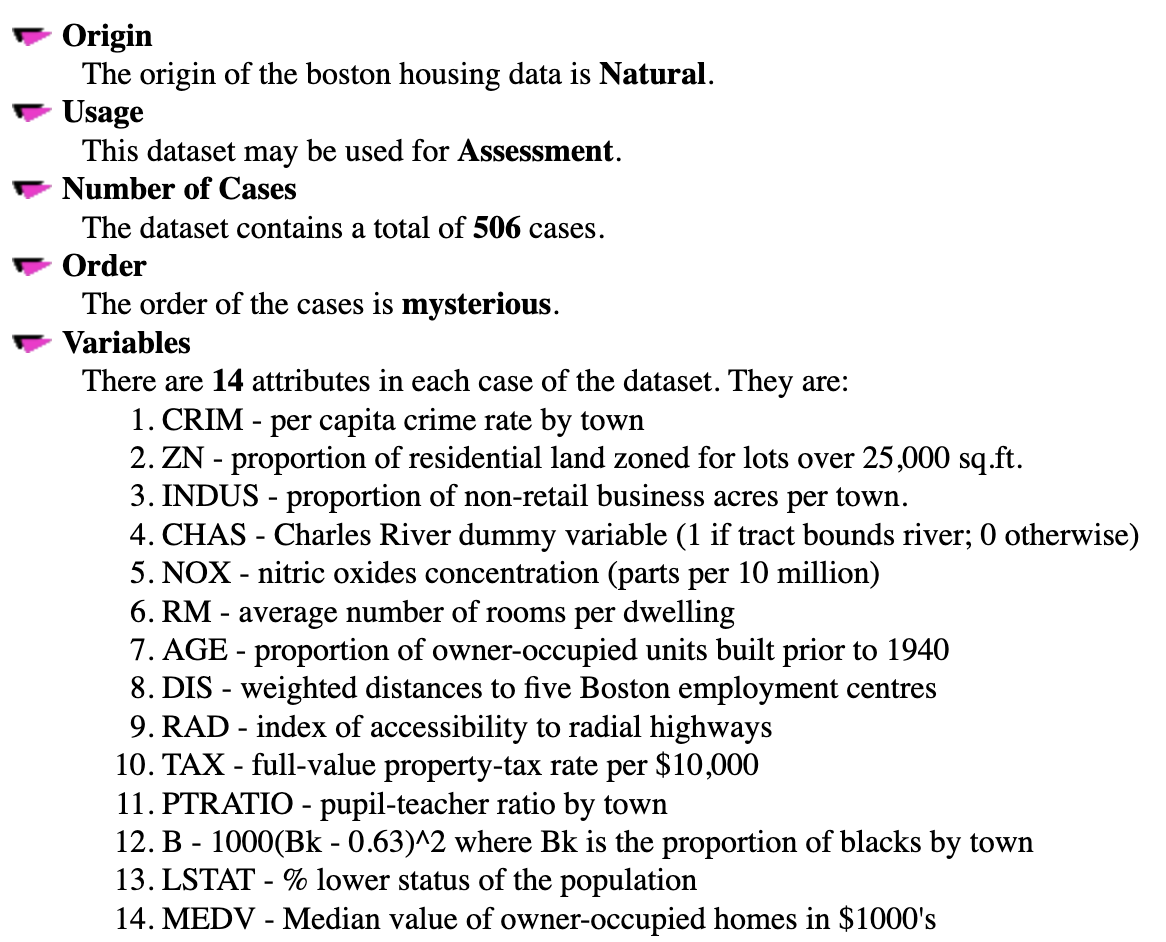 Origin
The origin of the boston housing data is Natural.
Usage
This dataset may be used for Assessment.
Number of Cases
The dataset contains a total of 506 cases.
Order
The order of the cases is mysterious.
Variables
There are 14 attributes in each case of the dataset. They are:
1. CRIM - per capita crime rate by town
2. ZN - proportion of residential land zoned for lots over 25,000 sq.ft.
3. INDUS - proportion of non-retail business acres per town.
4. CHAS - Charles River dummy variable (1 if tract bounds river; 0 otherwise)
5. NOX - nitric oxides concentration (parts per 10 million)
6. RM - average number of rooms per dwelling
7. AGE - proportion of owner-occupied units built prior to 1940
8. DIS - weighted distances to five Boston employment centres
9. RAD - index of accessibility to radial highways
10. TAX - full-value property-tax rate per $10,000
11. PTRATIO - pupil-teacher ratio by town
12. B - 1000(Bk - 0.63)^2 where Bk is the proportion of blacks by town
13. LSTAT - % lower status of the population
14. MEDV - Median value of owner-occupied homes in $1000's